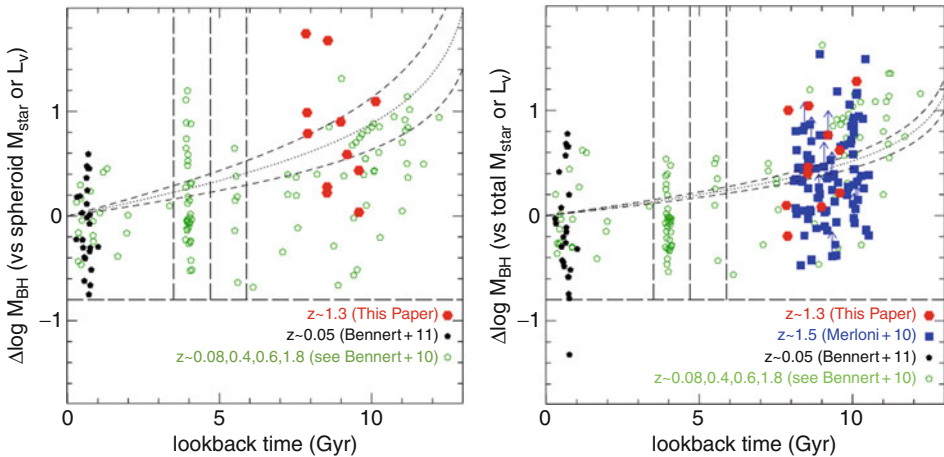 Δlog M_BH (vs spheroid M_star or L_v)
1
0
−1
z~1.3 (This Paper)
z~0.05 (Bennert+11)
z~0.08,0.4,0.6,1.8 (see Bennert+10)
0 5 10
lookback time (Gyr)
Δlog M_BH (vs total M_star or L_v)
1
0
−1
z~1.3 (This Paper)
z~1.5 (Merloni+10)
z~0.05 (Bennert+11)
z~0.08,0.4,0.6,1.8 (see Bennert+10)
0 5 10
lookback time (Gyr)